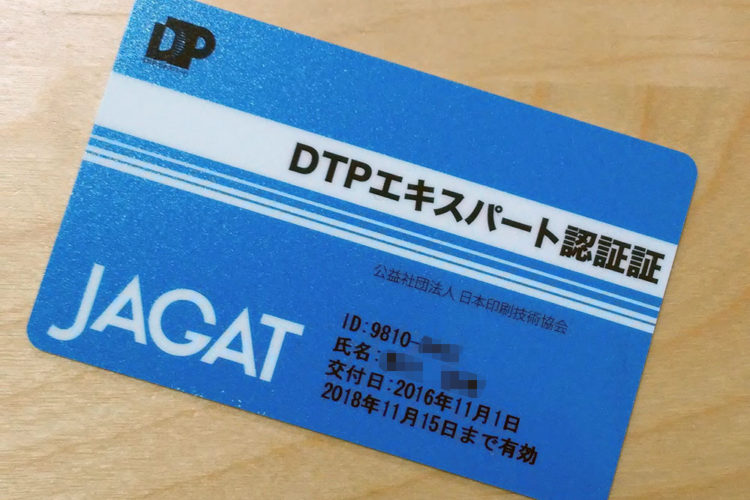 DTP
DTPエキスパート認証証
公益社団法人 日本印刷技術協会
JAGAT
ID:9810-
氏名:
交付日:2016年11月1日
2018年11月15日まで有効